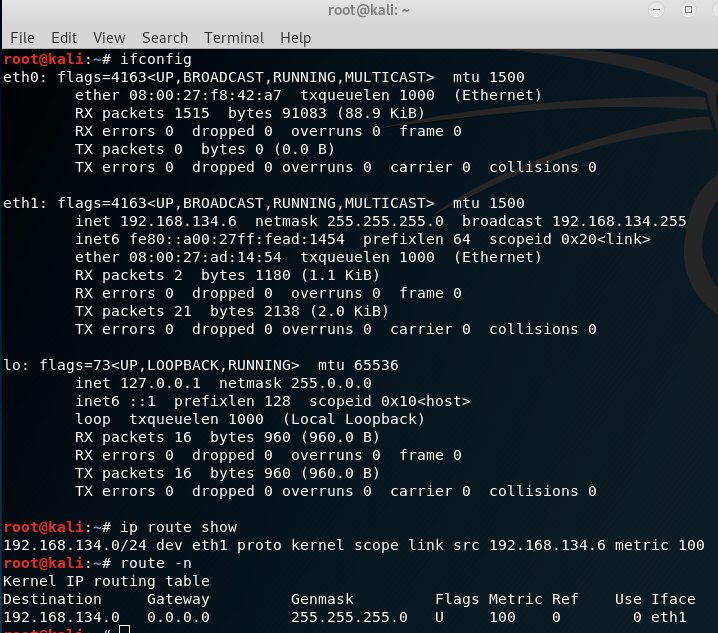 root@kali: ~
File Edit View Search Terminal Help
root@kali:~# ifconfig
eth0: flags=4163<UP,BROADCAST,RUNNING,MULTICAST>  mtu 1500
        ether 08:00:27:f8:42:a7  txqueuelen 1000  (Ethernet)
        RX packets 1515  bytes 91083 (88.9 KiB)
        RX errors 0  dropped 0  overruns 0  frame 0
        TX packets 0  bytes 0 (0.0 B)
        TX errors 0  dropped 0 overruns 0  carrier 0  collisions 0

eth1: flags=4163<UP,BROADCAST,RUNNING,MULTICAST>  mtu 1500
        inet 192.168.134.6  netmask 255.255.255.0  broadcast 192.168.134.255
        inet6 fe80::a00:27ff:fead:1454  prefixlen 64  scopeid 0x20<link>
        ether 08:00:27:ad:14:54  txqueuelen 1000  (Ethernet)
        RX packets 2  bytes 1180 (1.1 KiB)
        RX errors 0  dropped 0  overruns 0  frame 0
        TX packets 21  bytes 2138 (2.0 KiB)
        TX errors 0  dropped 0 overruns 0  carrier 0  collisions 0

lo: flags=73<UP,LOOPBACK,RUNNING>  mtu 65536
        inet 127.0.0.1  netmask 255.0.0.0
        inet6 ::1  prefixlen 128  scopeid 0x10<host>
        loop  txqueuelen 1000  (Local Loopback)
        RX packets 16  bytes 960 (960.0 B)
        RX errors 0  dropped 0  overruns 0  frame 0
        TX packets 16  bytes 960 (960.0 B)
        TX errors 0  dropped 0 overruns 0  carrier 0  collisions 0

root@kali:~# ip route show
192.168.134.0/24 dev eth1 proto kernel scope link src 192.168.134.6 metric 100
root@kali:~# route -n
Kernel IP routing table
Destination     Gateway         Genmask         Flags Metric Ref    Use Iface
192.168.134.0   0.0.0.0         255.255.255.0   U     100    0        0 eth1
root@kali:~#